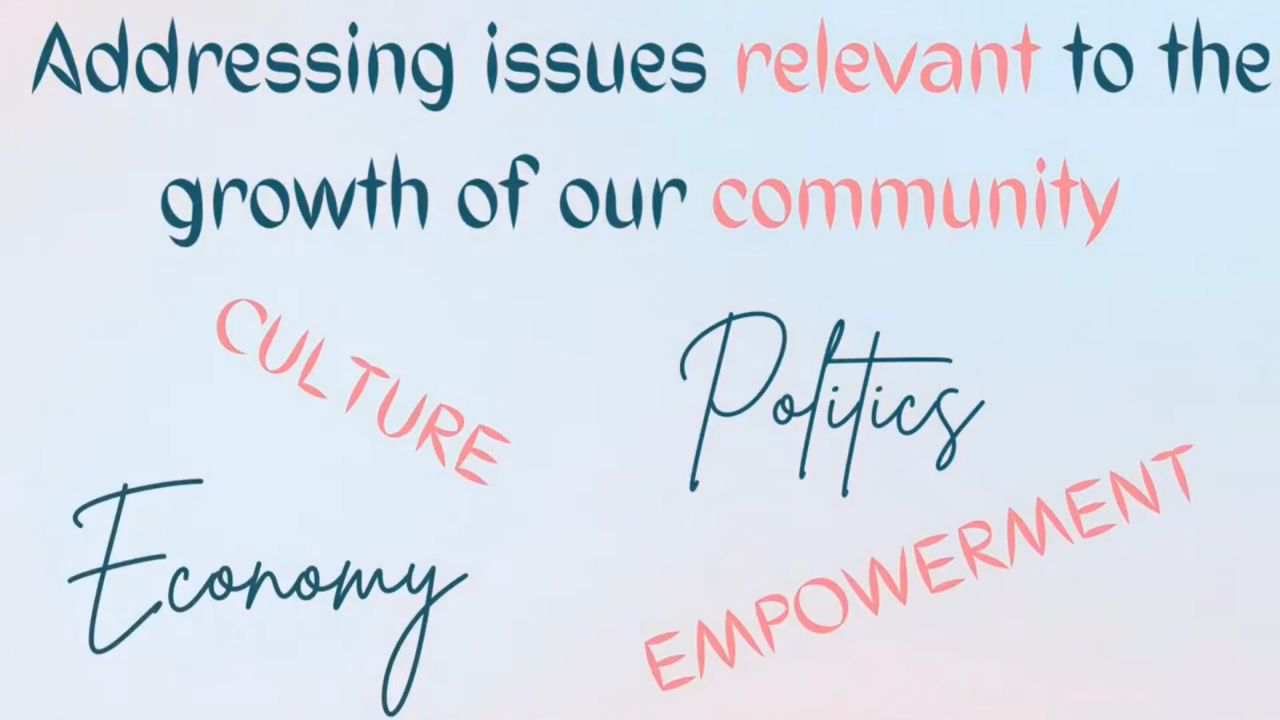 Addressing issues relevant to the
growth of our community
CULTURE
Politics
Economy
EMPOWERMENT